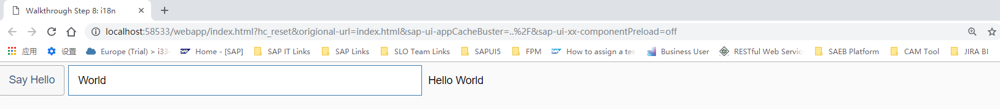 Walkthrough Step 8: i18n
localhost:58533/webapp/index.html?hc_reset&origional-url=index.html&sap-ui-appCacheBuster=..%2F&sap-ui-xx-componentPreload=off
应用 设置 Europe (Trial) > i33 SAP Home - [SAP] SAP IT Links SAP Links SLO Team Links SAPUI5 FPM SAP How to assign a tes Business User RESTful Web Servic SAEB Platform CAM Tool JIRA BI
Say Hello World Hello World